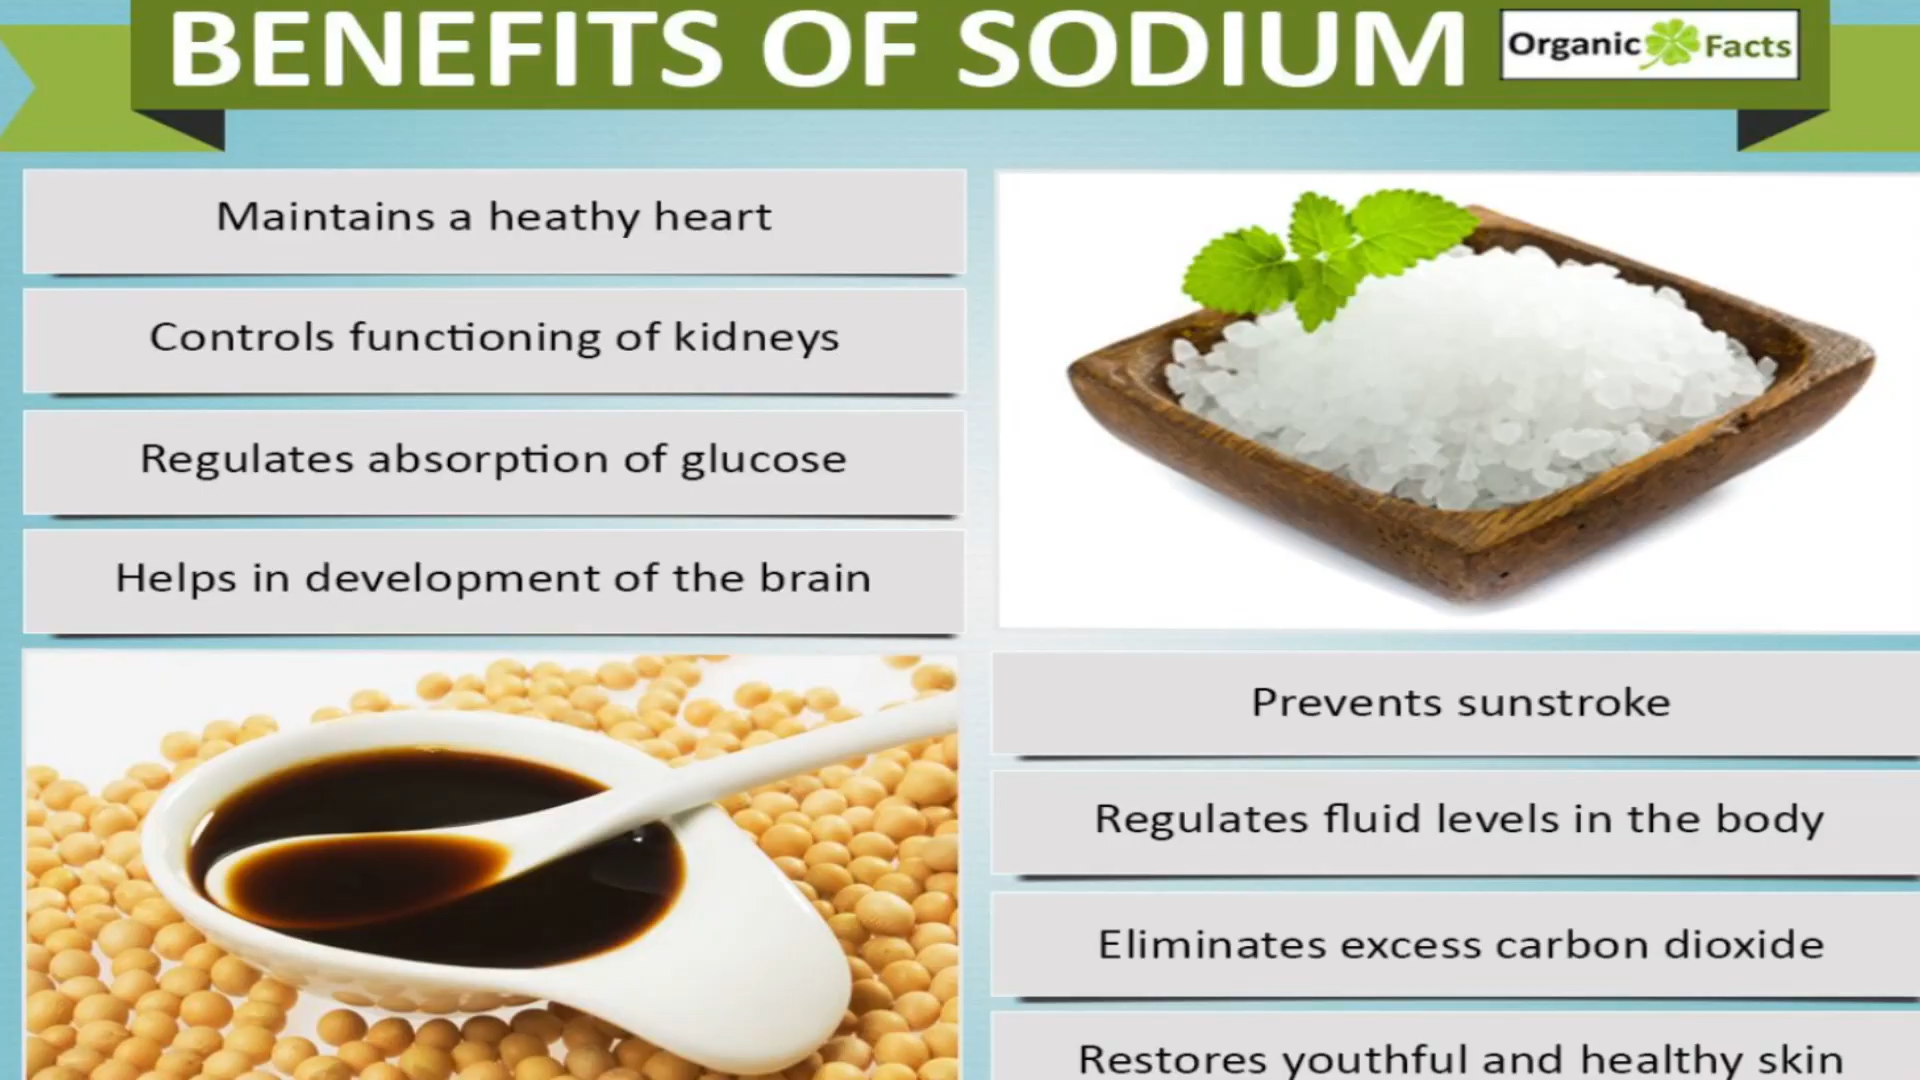 BENEFITS OF SODIUM
Organic Facts
Maintains a heathy heart
Controls functioning of kidneys
Regulates absorption of glucose
Helps in development of the brain
Prevents sunstroke
Regulates fluid levels in the body
Eliminates excess carbon dioxide
Restores youthful and healthy skin